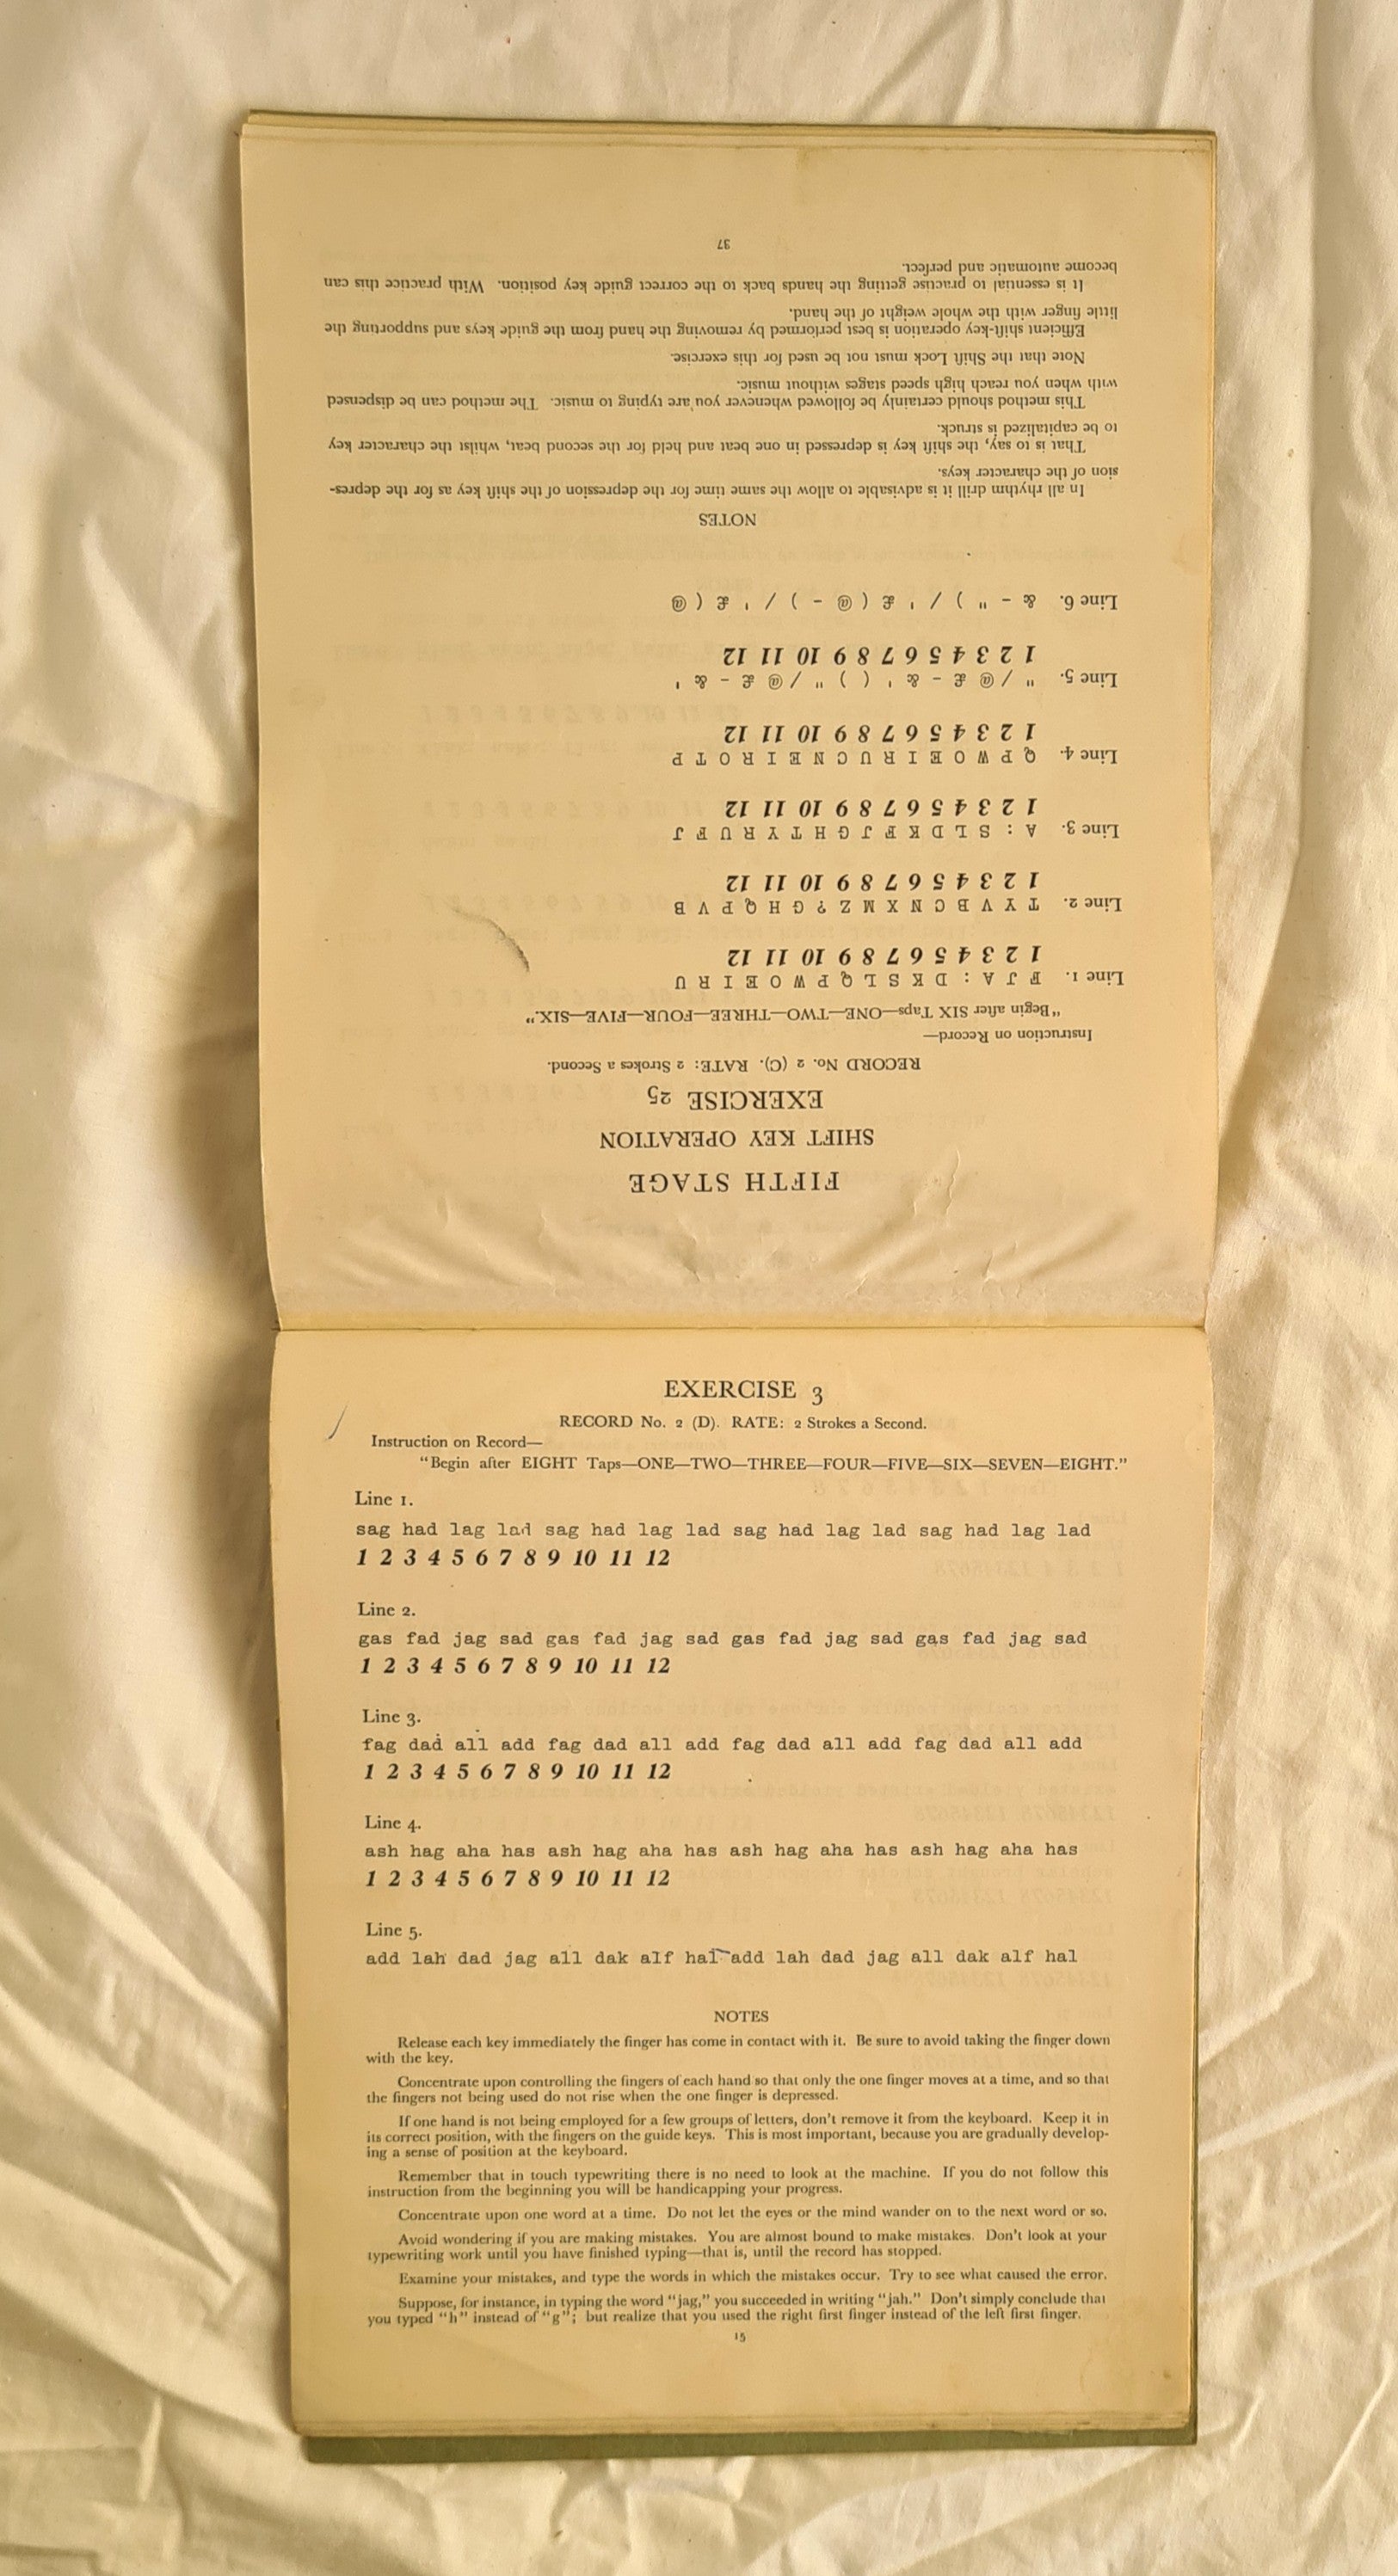 EXERCISE 3
RECORD No. 2 (D). RATE: 2 Strokes a Second.
Instruction on Record—
"Begin after EIGHT Taps—ONE—TWO—THREE—FOUR—FIVE—SIX—SEVEN—EIGHT."
Line 1.
sag had lag lad sag had lag lad sag had lag lad sag had lag lad
1 2 3 4 5 6 7 8 9 10 11 12
Line 2.
gas fad jag sad gas fad jag sad gas fad jag sad gas fad jag sad
1 2 3 4 5 6 7 8 9 10 11 12
Line 3.
fag dad all add fag dad all add fag dad all add fag dad all add
1 2 3 4 5 6 7 8 9 10 11 12
Line 4.
ash hag aha has ash hag aha has ash hag aha has ash hag aha has
1 2 3 4 5 6 7 8 9 10 11 12
Line 5.
add lah dad jag all dak alf hal add lah dad jag all dak alf hal
NOTES
Release each key immediately the finger has come in contact with it. Be sure to avoid taking the finger down
with the key.
Concentrate upon controlling the fingers of each hand so that only the one finger moves at a time, and so that
the fingers not being used do not rise when the one finger is depressed.
If one hand is not being employed for a few groups of letters, don't remove it from the keyboard. Keep it in
its correct position, with the fingers on the guide keys. This is most important, because you are gradually develop-
ing a sense of position at the keyboard.
Remember that in touch typewriting there is no need to look at the machine. If you do not follow this
instruction from the beginning you will be handicapping your progress.
Concentrate upon one word at a time. Do not let the eyes or the mind wander on to the next word or so.
Avoid wondering if you are making mistakes. You are almost bound to make mistakes. Don't look at your
typewriting work until you have finished typing—that is, until the record has stopped.
Examine your mistakes, and type the words in which the mistakes occur. Try to see what caused the error.
Suppose, for instance, in typing the word "jag," you succeeded in writing "jah." Don't simply conclude that
you typed "h" instead of "g"; but realize that you used the right first finger instead of the left first finger.
15
FIFTH STAGE
SHIFT KEY OPERATION
EXERCISE 25
RECORD No. 2 (C). RATE: 2 Strokes a Second.
Instruction on Record—
"Begin after SIX Taps—ONE—TWO—THREE—FOUR—FIVE—SIX."
Line 1. F J A : D K S L Q P W O E I R U
1 2 3 4 5 6 7 8 9 10 11 12
Line 2. T Y V B C N X M Z ? G H Q P V B
1 2 3 4 5 6 7 8 9 10 11 12
Line 3. A : S L D K F J G H T Y R U F J
1 2 3 4 5 6 7 8 9 10 11 12
Line 4. Q P W O E I R U C N E I R O T P
1 2 3 4 5 6 7 8 9 10 11 12
Line 5. " / @ £ - & ' ( ) " / @ £ - & '
1 2 3 4 5 6 7 8 9 10 11 12
Line 6. & - " ) / ' £ ( @ - ) / ' £ ( @
NOTES
In all rhythm drill it is advisable to allow the same time for the depression of the shift key as for the depres-
sion of the character keys.
That is to say, the shift key is depressed in one beat and held for the second beat, whilst the character key
to be capitalized is struck.
This method should certainly be followed whenever you are typing to music. The method can be dispensed
with when you reach high speed stages without music.
Note that the Shift Lock must not be used for this exercise.
Efficient shift-key operation is best performed by removing the hand from the guide keys and supporting the
little finger with the whole weight of the hand.
It is essential to practise getting the hands back to the correct guide key position. With practice this can
become automatic and perfect.
37